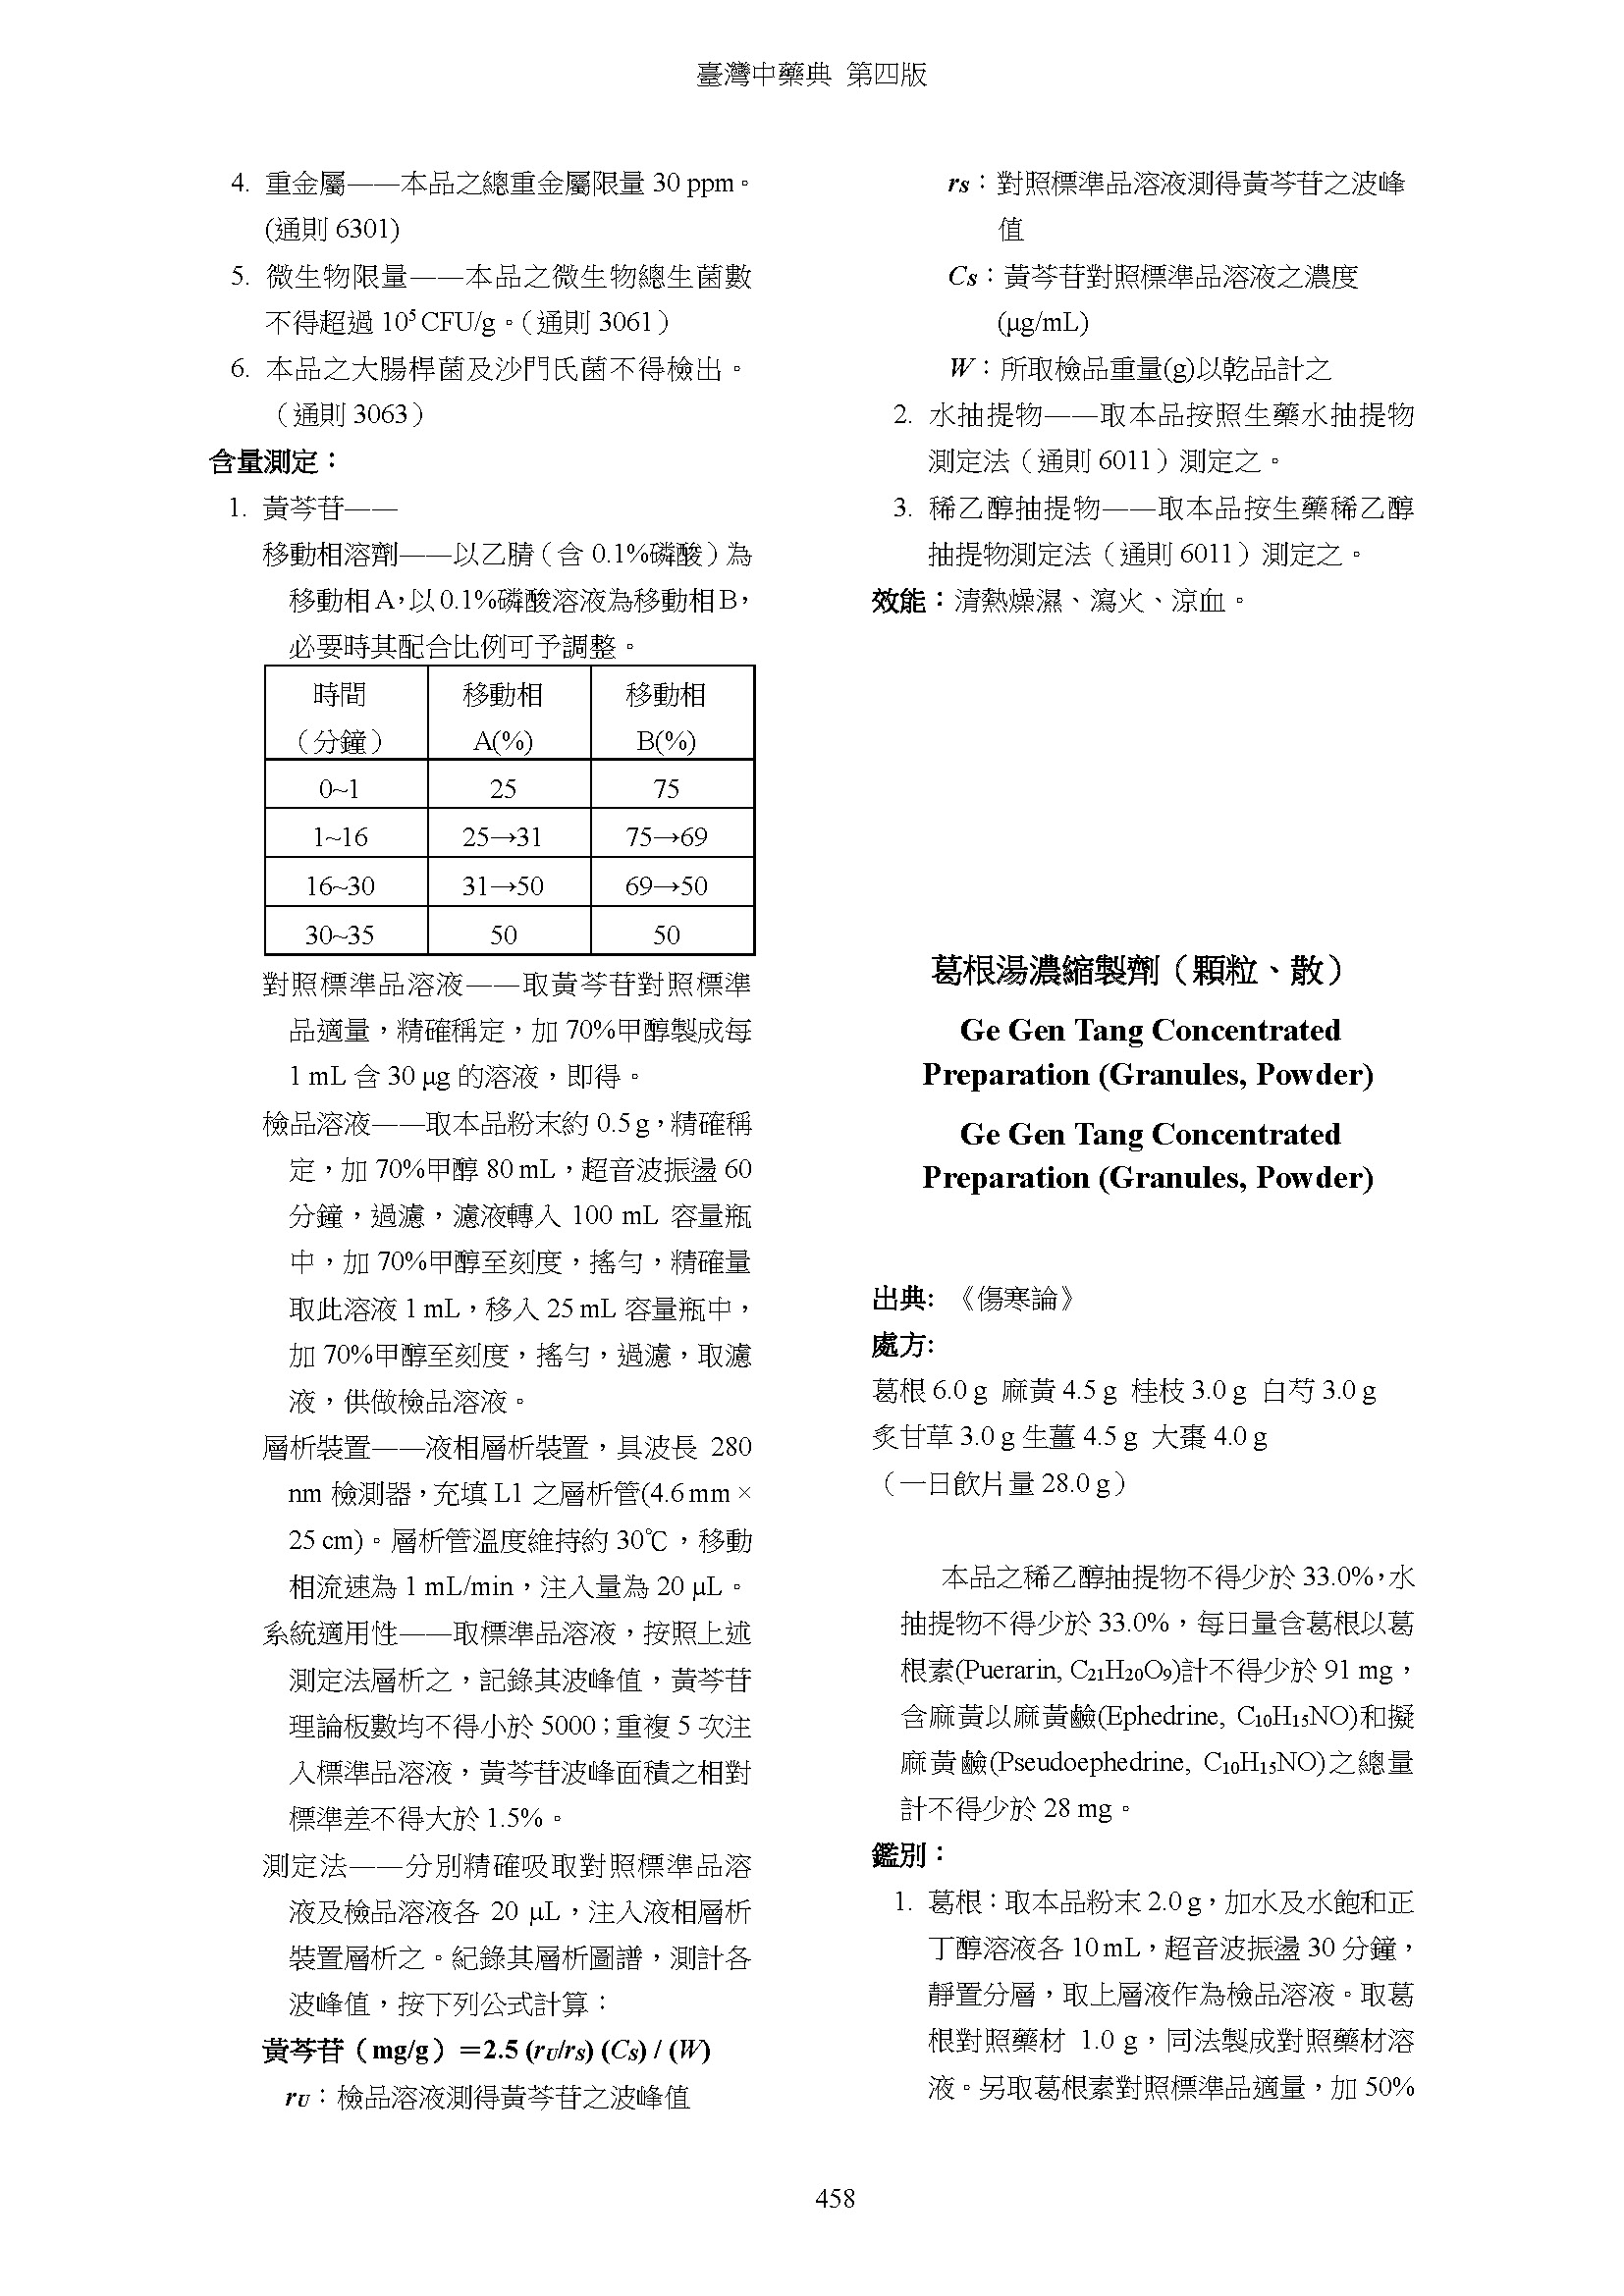 臺灣中藥典 第四版
4. 重金屬——本品之總重金屬限量 30 ppm。
(通則 6301)
5. 微生物限量——本品之微生物總生菌數
不得超過 10⁵ CFU/g。（通則 3061）
6. 本品之大腸桿菌及沙門氏菌不得檢出。
（通則 3063）
含量測定：
1. 黃芩苷——
移動相溶劑——以乙腈（含 0.1%磷酸）為
移動相 A，以 0.1%磷酸溶液為移動相 B，
必要時其配合比例可予調整。
時間 移動相 移動相
（分鐘） A(%) B(%)
0~1 25 75
1~16 25→31 75→69
16~30 31→50 69→50
30~35 50 50
對照標準品溶液——取黃芩苷對照標準
品適量，精確稱定，加 70%甲醇製成每
1 mL 含 30 μg 的溶液，即得。
檢品溶液——取本品粉末約 0.5 g，精確稱
定，加 70%甲醇 80 mL，超音波振盪 60
分鐘，過濾，濾液轉入 100 mL 容量瓶
中，加 70%甲醇至刻度，搖勻，精確量
取此溶液 1 mL，移入 25 mL 容量瓶中，
加 70%甲醇至刻度，搖勻，過濾，取濾
液，供做檢品溶液。
層析裝置——液相層析裝置，具波長 280
nm 檢測器，充填 L1 之層析管(4.6 mm ×
25 cm)。層析管溫度維持約 30℃，移動
相流速為 1 mL/min，注入量為 20 μL。
系統適用性——取標準品溶液，按照上述
測定法層析之，記錄其波峰值，黃芩苷
理論板數均不得小於 5000；重複 5 次注
入標準品溶液，黃芩苷波峰面積之相對
標準差不得大於 1.5%。
測定法——分別精確吸取對照標準品溶
液及檢品溶液各 20 μL，注入液相層析
裝置層析之。紀錄其層析圖譜，測計各
波峰值，按下列公式計算：
黃芩苷（mg/g）＝2.5 (rU/rS) (CS) / (W)
rU：檢品溶液測得黃芩苷之波峰值
rS：對照標準品溶液測得黃芩苷之波峰
值
CS：黃芩苷對照標準品溶液之濃度
(μg/mL)
W：所取檢品重量(g)以乾品計之
2. 水抽提物——取本品按照生藥水抽提物
測定法（通則 6011）測定之。
3. 稀乙醇抽提物——取本品按生藥稀乙醇
抽提物測定法（通則 6011）測定之。
效能：清熱燥濕、瀉火、涼血。
葛根湯濃縮製劑（顆粒、散）
Ge Gen Tang Concentrated
Preparation (Granules, Powder)
Ge Gen Tang Concentrated
Preparation (Granules, Powder)
出典: 《傷寒論》
處方:
葛根 6.0 g 麻黃 4.5 g 桂枝 3.0 g 白芍 3.0 g
炙甘草 3.0 g 生薑 4.5 g 大棗 4.0 g
（一日飲片量 28.0 g）
本品之稀乙醇抽提物不得少於 33.0%，水
抽提物不得少於 33.0%，每日量含葛根以葛
根素(Puerarin, C₂₁H₂₀O₉)計不得少於 91 mg，
含麻黃以麻黃鹼(Ephedrine, C₁₀H₁₅NO)和擬
麻黃鹼(Pseudoephedrine, C₁₀H₁₅NO)之總量
計不得少於 28 mg。
鑑別：
1. 葛根：取本品粉末 2.0 g，加水及水飽和正
丁醇溶液各 10 mL，超音波振盪 30 分鐘，
靜置分層，取上層液作為檢品溶液。取葛
根對照藥材 1.0 g，同法製成對照藥材溶
液。另取葛根素對照標準品適量，加 50%
458